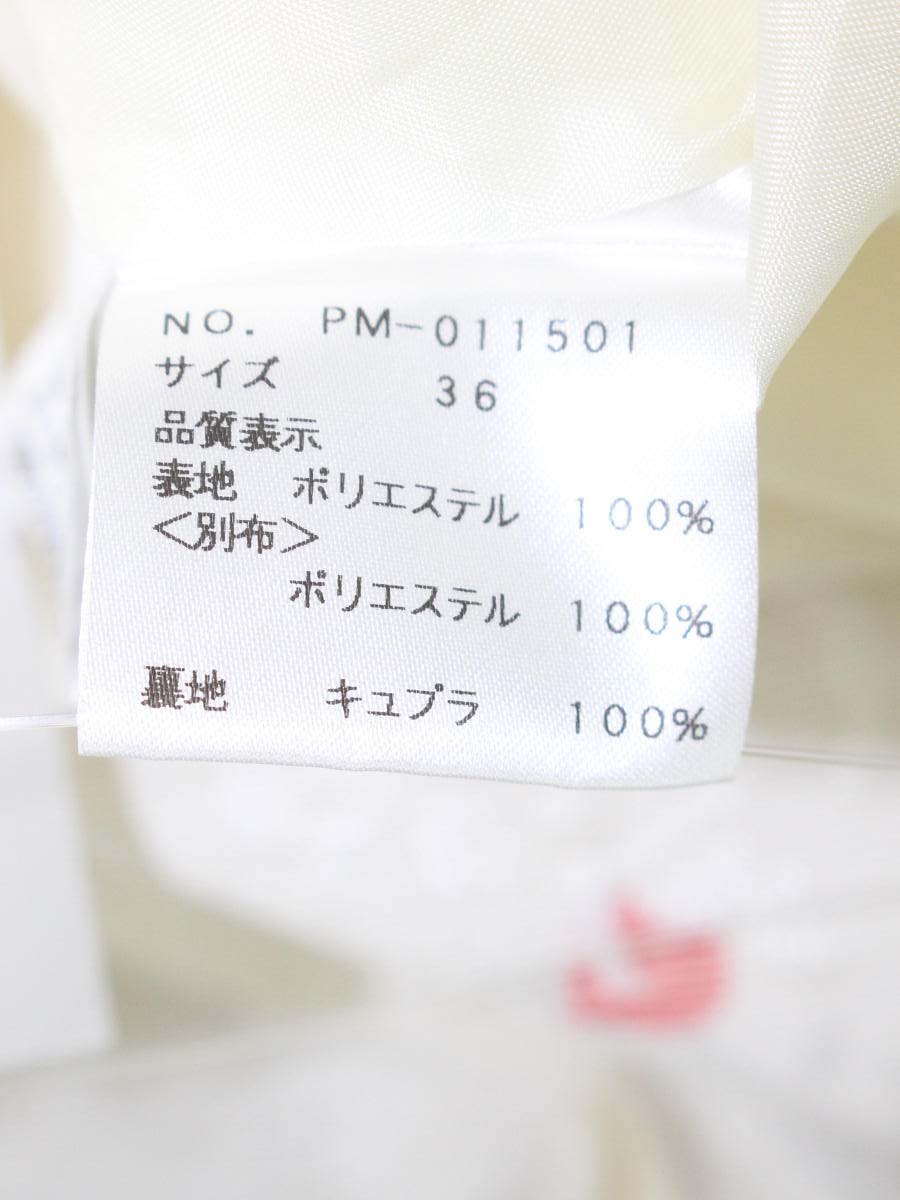 NO. PM-011501
サイズ 36
品質表示
表地 ポリエステル 100%
<別布>
ポリエステル 100%
裏地 キュプラ 100%